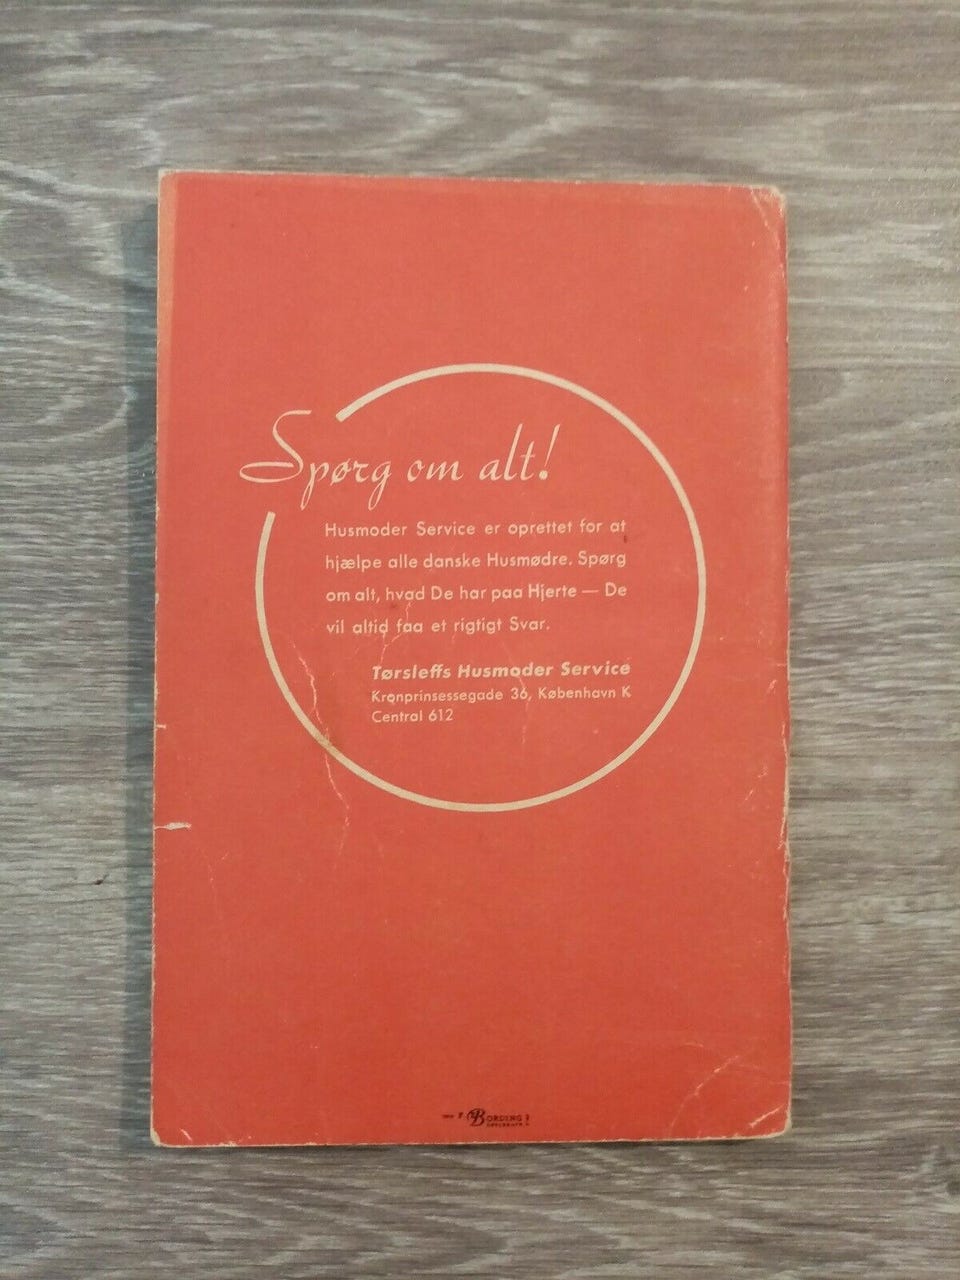 Spørg om alt!
Husmoder Service er oprettet for at
hjælpe alle danske Husmødre. Spørg
om alt, hvad De har paa Hjerte — De
vil altid faa et rigtigt Svar.
Tørsleffs Husmoder Service
Kronprinsessegade 36, København K
Central 612
BORDING